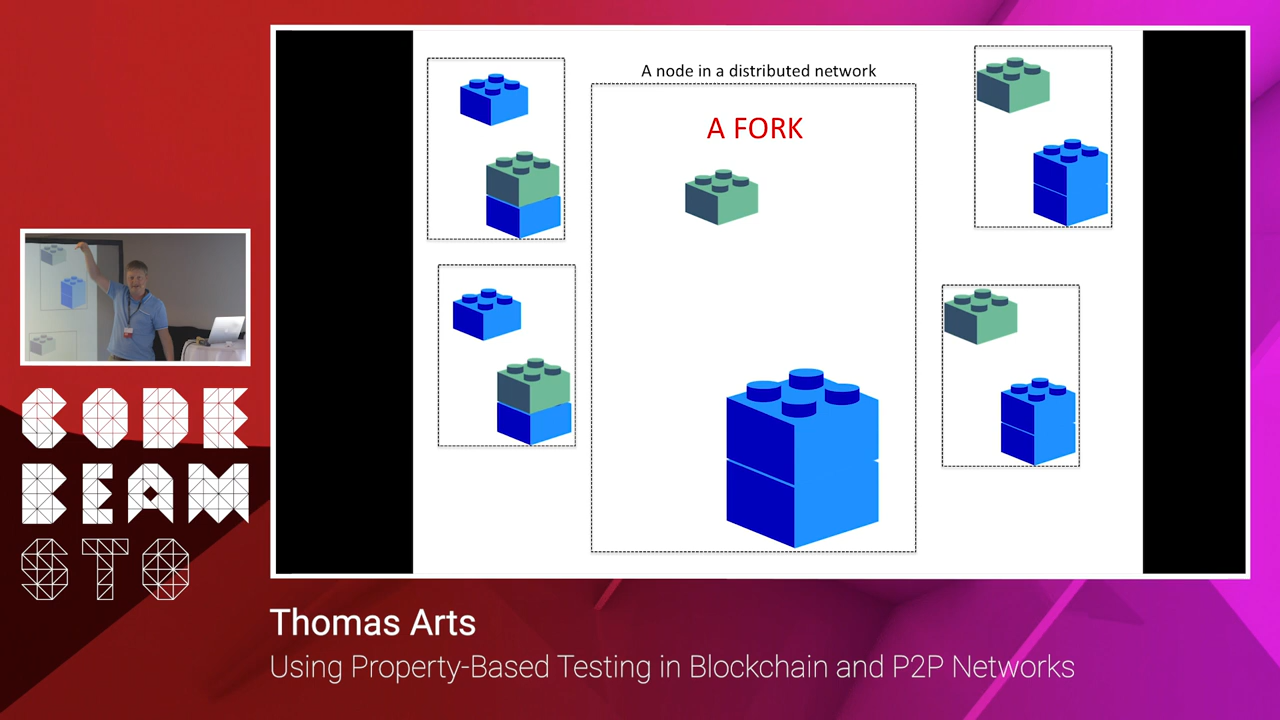 A node in a distributed network
A FORK
CODE
BEAM
STO
Thomas Arts
Using Property-Based Testing in Blockchain and P2P Networks